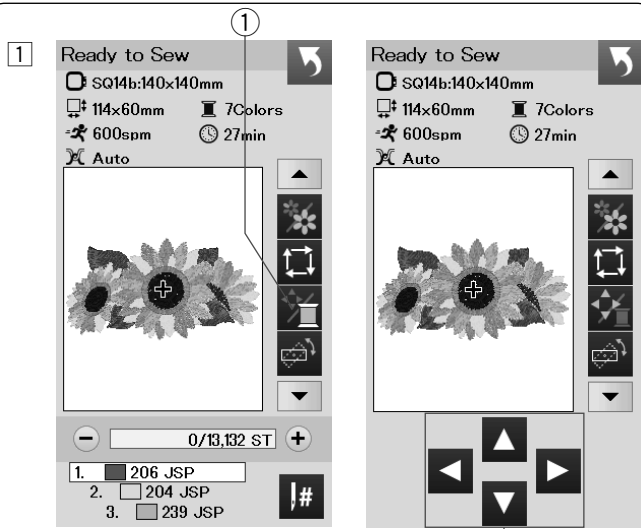 ①
1
Ready to Sew
SQ14b:140x140mm
114x60mm 7Colors
600spm 27min
Auto
0/13,132 ST
1. 206 JSP
2. 204 JSP
3. 239 JSP
#
Ready to Sew
SQ14b:140x140mm
114x60mm 7Colors
600spm 27min
Auto